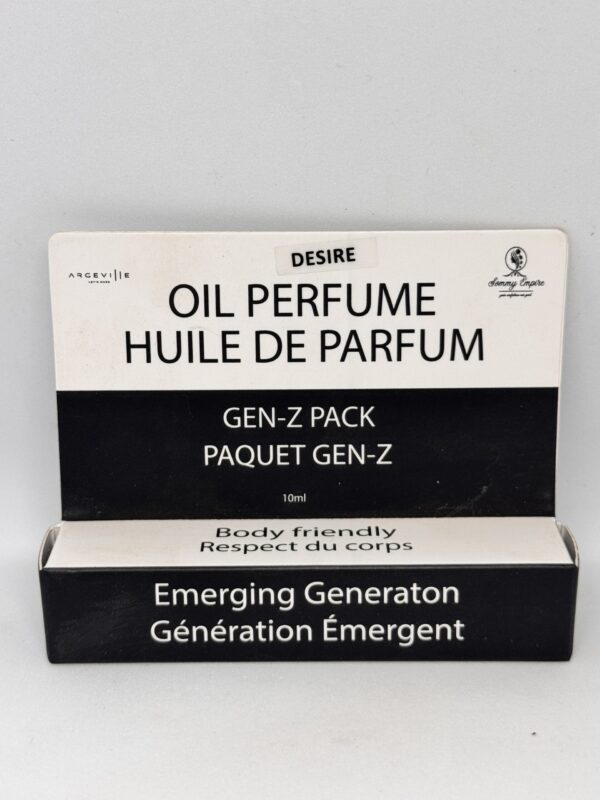 DESIRE
ARGEVILLE
Sommy Empire
OIL PERFUME
HUILE DE PARFUM
GEN-Z PACK
PAQUET GEN-Z
10ml
Body friendly
Respect du corps
Emerging Generaton
Génération Émergent